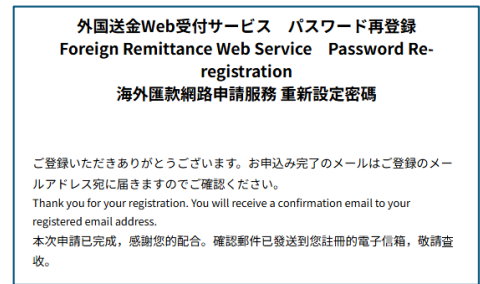 外国送金Web受付サービス　パスワード再登録
Foreign Remittance Web Service　Password Re-
registration
海外匯款網路申請服務 重新設定密碼
ご登録いただきありがとうございます。お申込み完了のメールはご登録のメー
ルアドレス宛に届きますのでご確認ください。
Thank you for your registration. You will receive a confirmation email to your
registered email address.
本次申請已完成，感謝您的配合。確認郵件已發送到您註冊的電子信箱，敬請查
收。